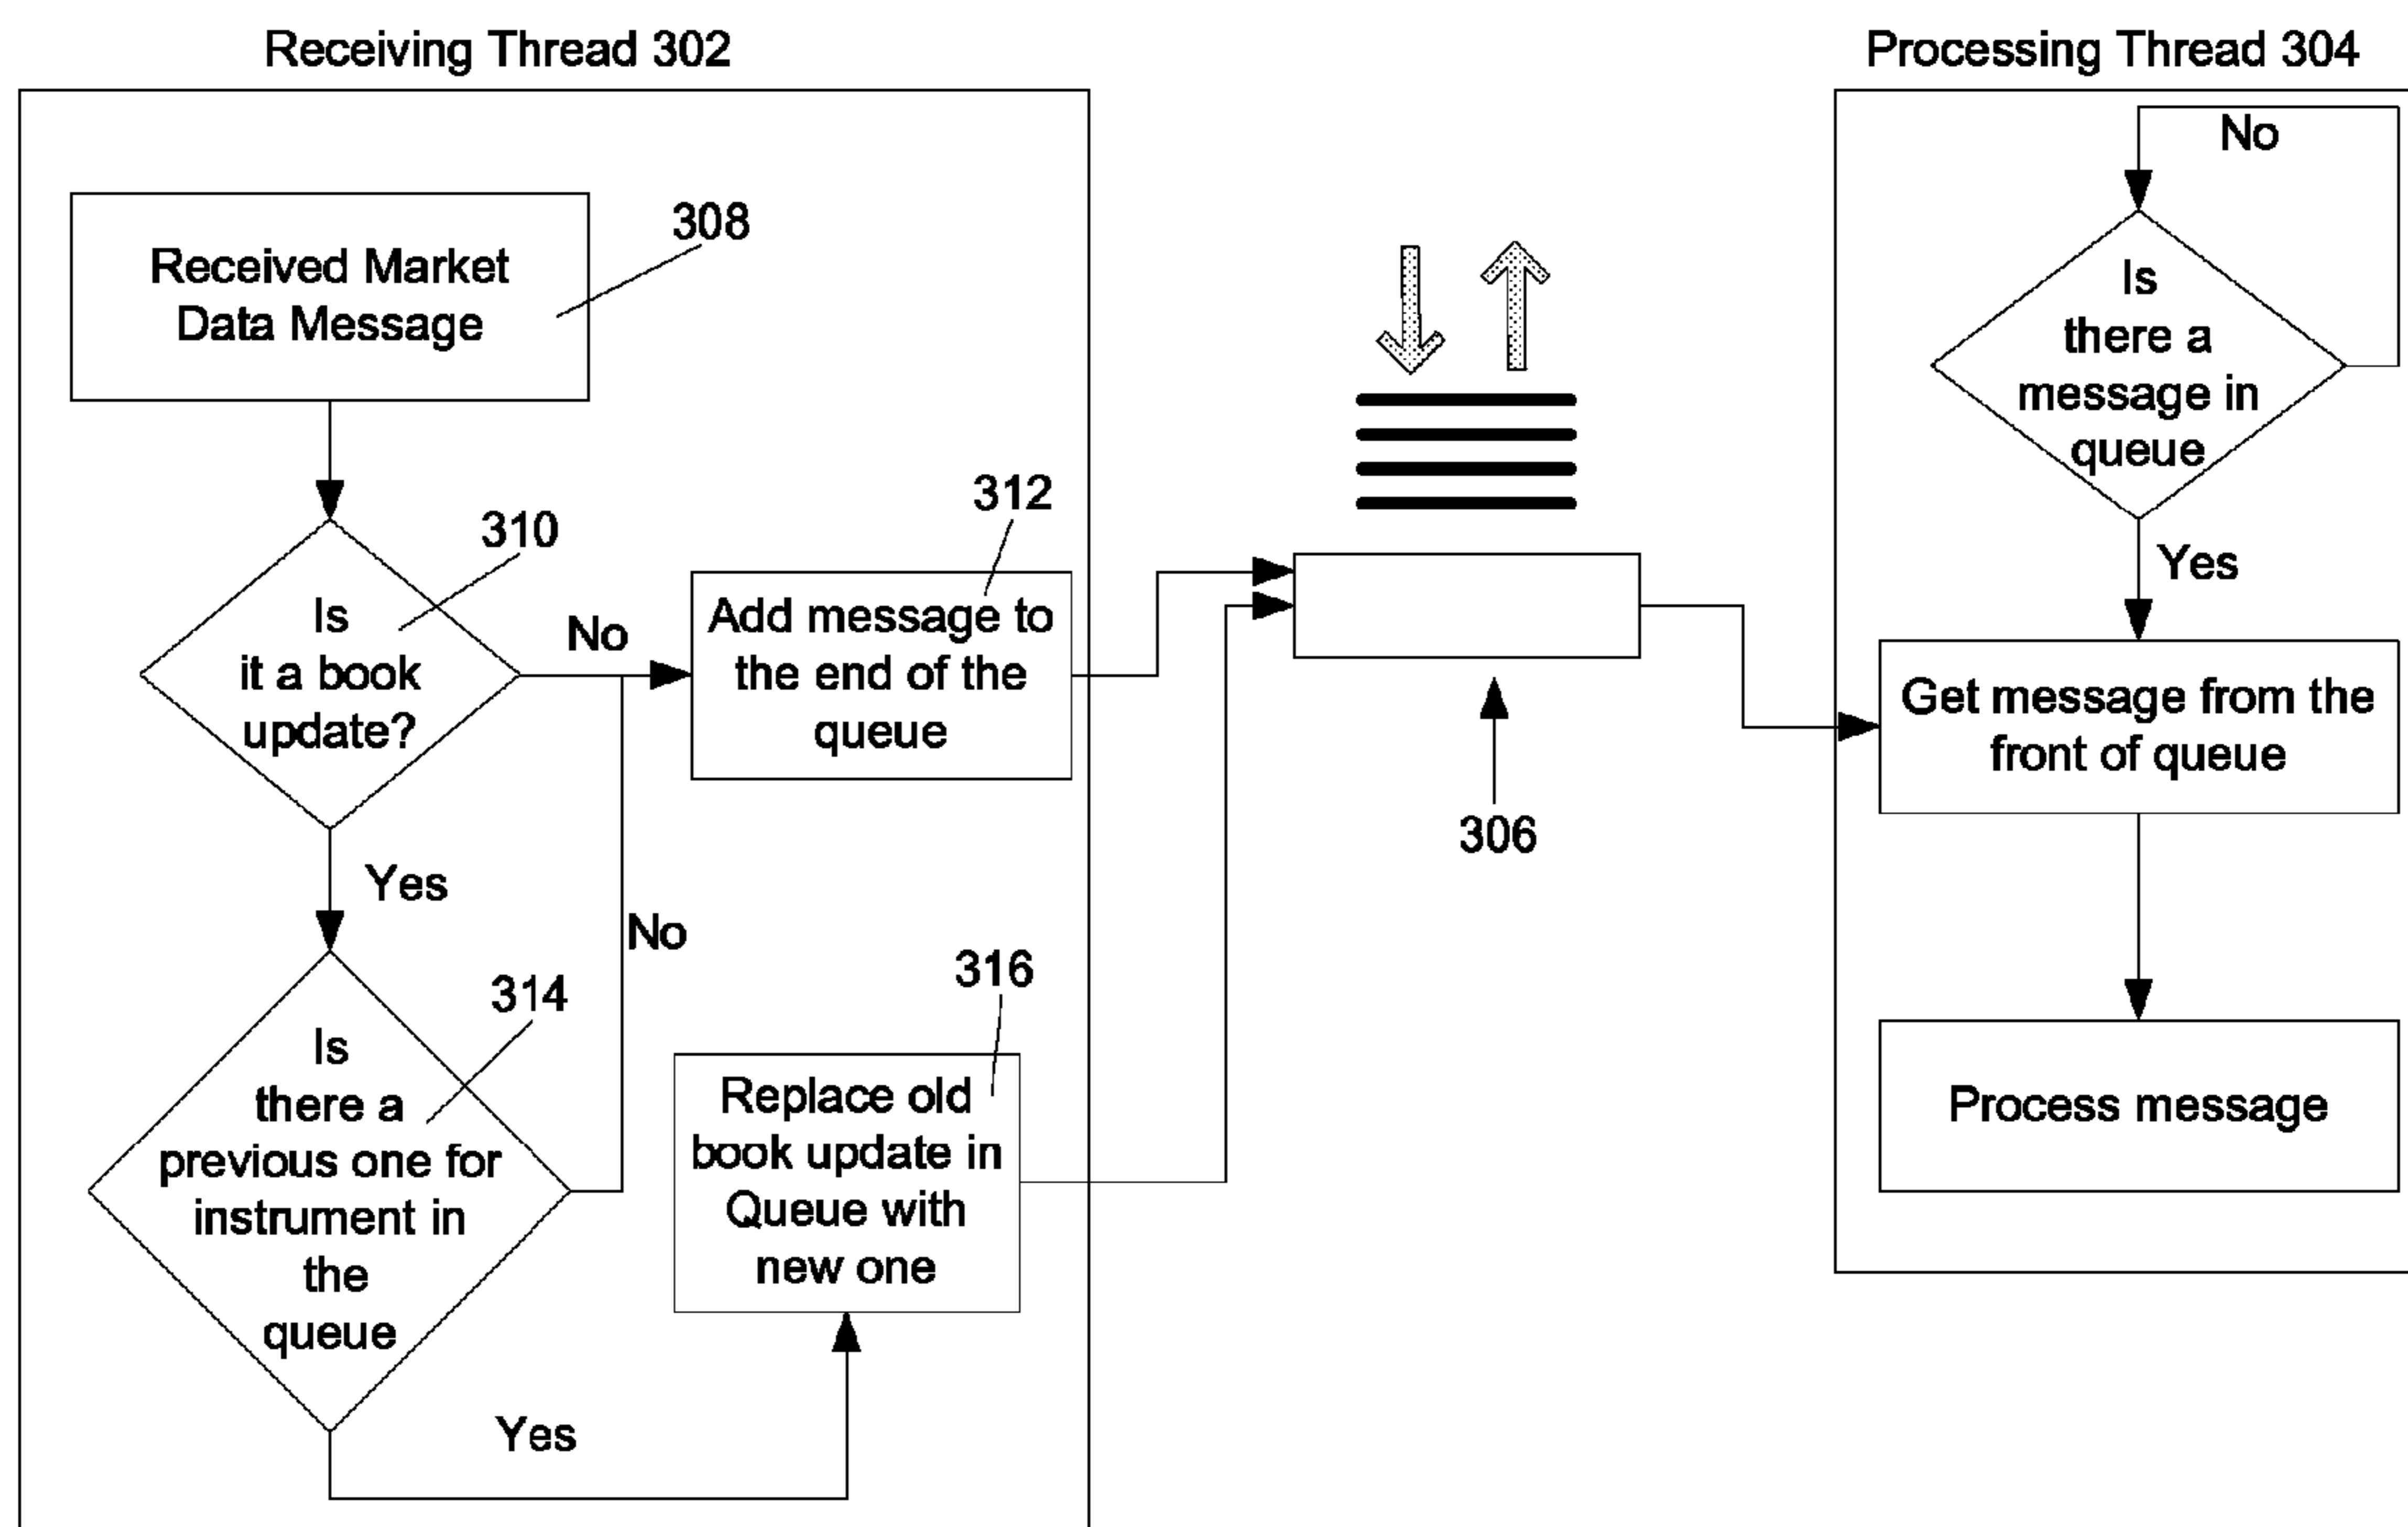 Receiving Thread 302
Processing Thread 304
Received Market
Data Message
308
310
Is
it a book
update?
No
312
Add message to
the end of the
queue
Yes
No
314
Is
there a
previous one for
instrument in
the
queue
Yes
316
Replace old
book update in
Queue with
new one
306
No
Is
there a
message in
queue
Yes
Get message from the
front of queue
Process message